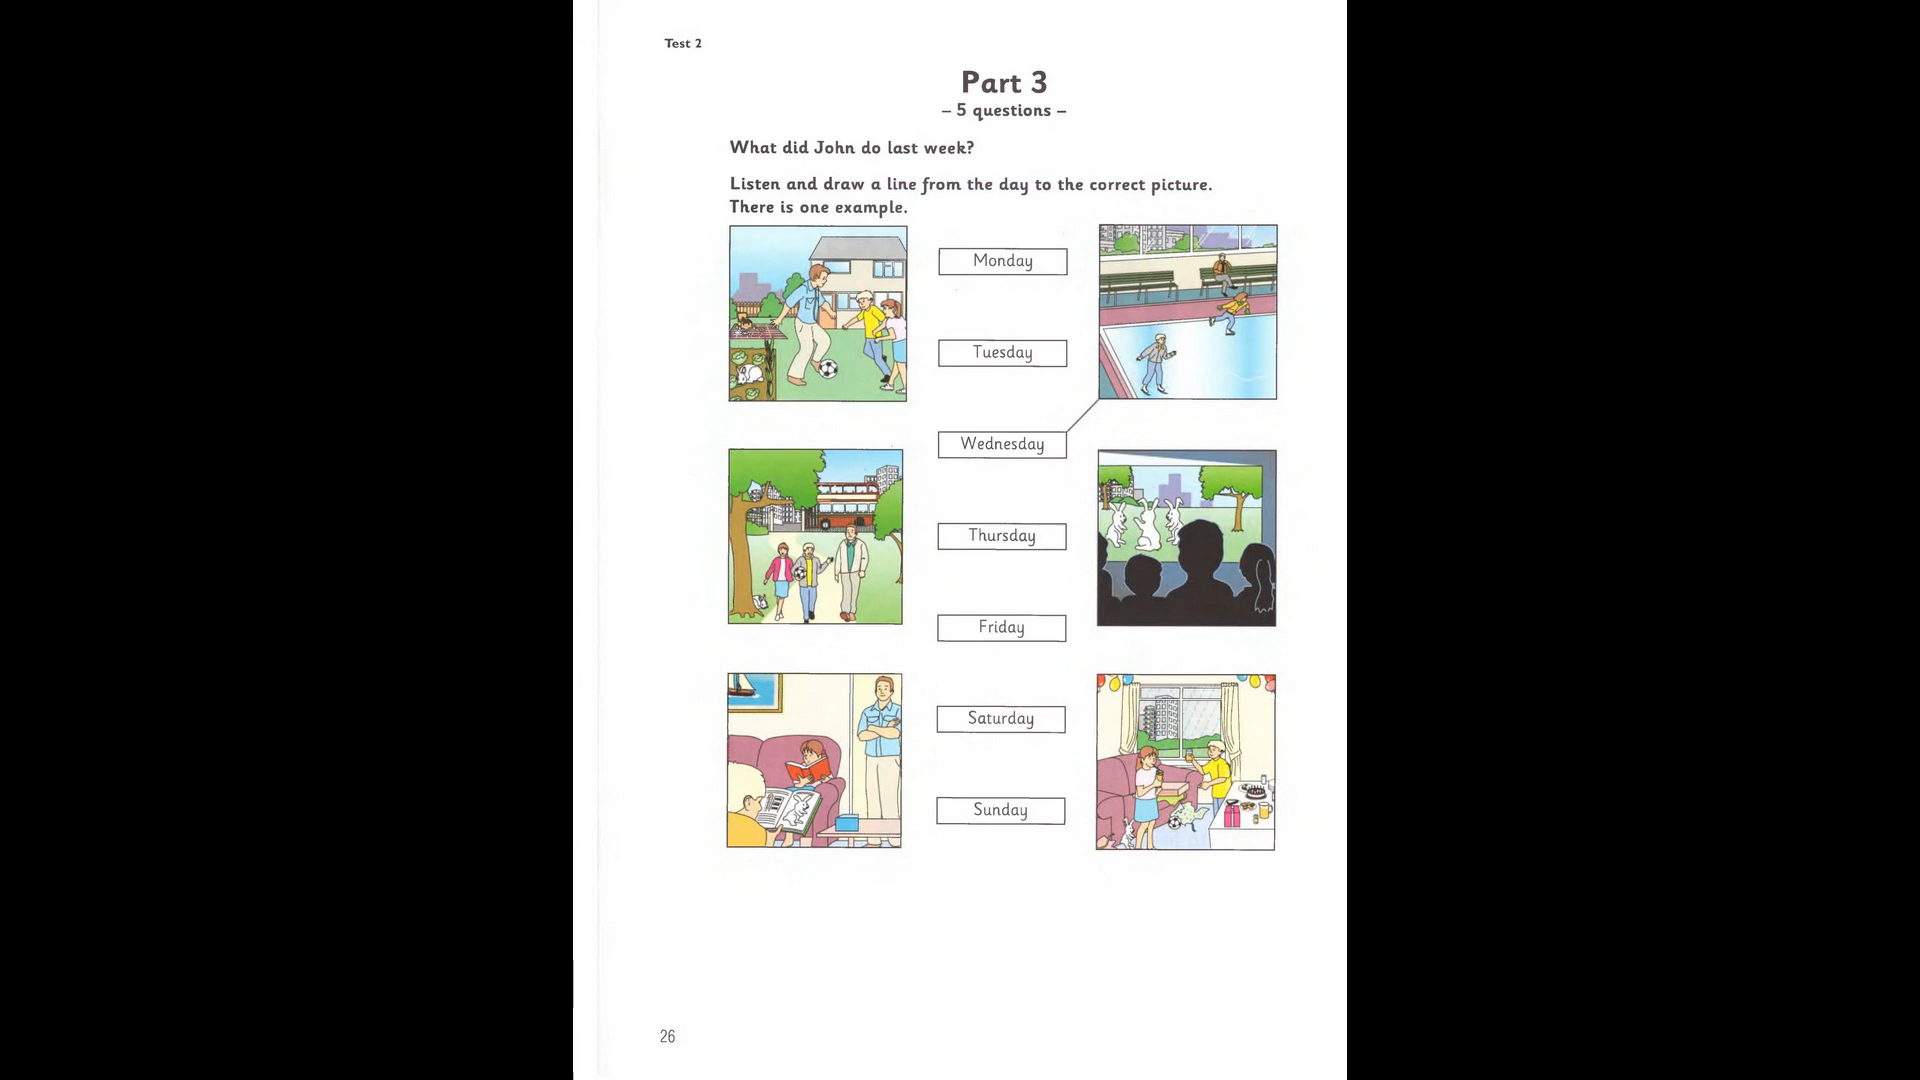 Test 2
Part 3
– 5 questions –
What did John do last week?
Listen and draw a line from the day to the correct picture.
There is one example.
Monday
Tuesday
Wednesday
Thursday
Friday
Saturday
Sunday
26